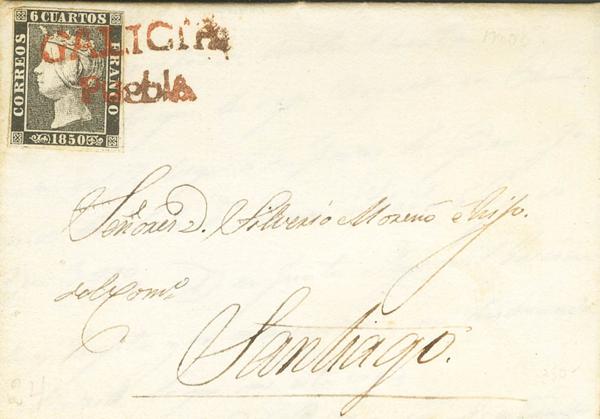 6 CUARTOS
CORREOS
FRANCO
1850
GALICIA
Puebla
Señores D. Silverio Moreno é hijo.
del Comº
Santiago.